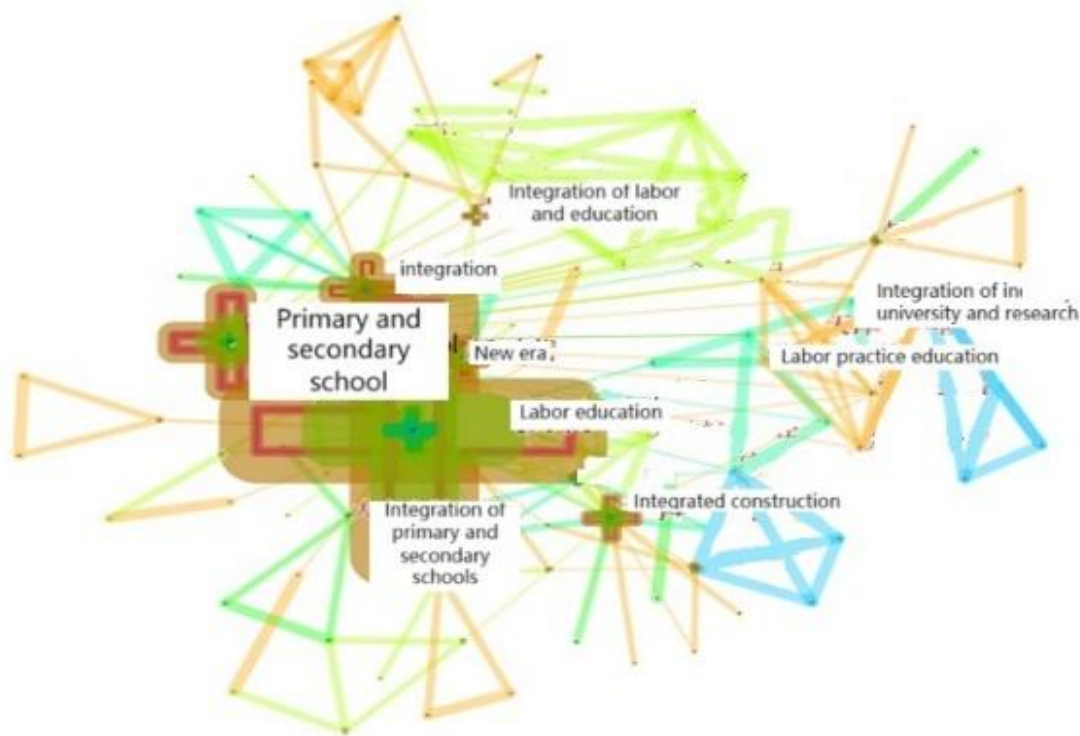 Integration of labor
and education
integration
Integration of
university and research
Primary and
secondary
school
New era
Labor practice education
Labor education
Integrated construction
Integration of
primary and
secondary
schools